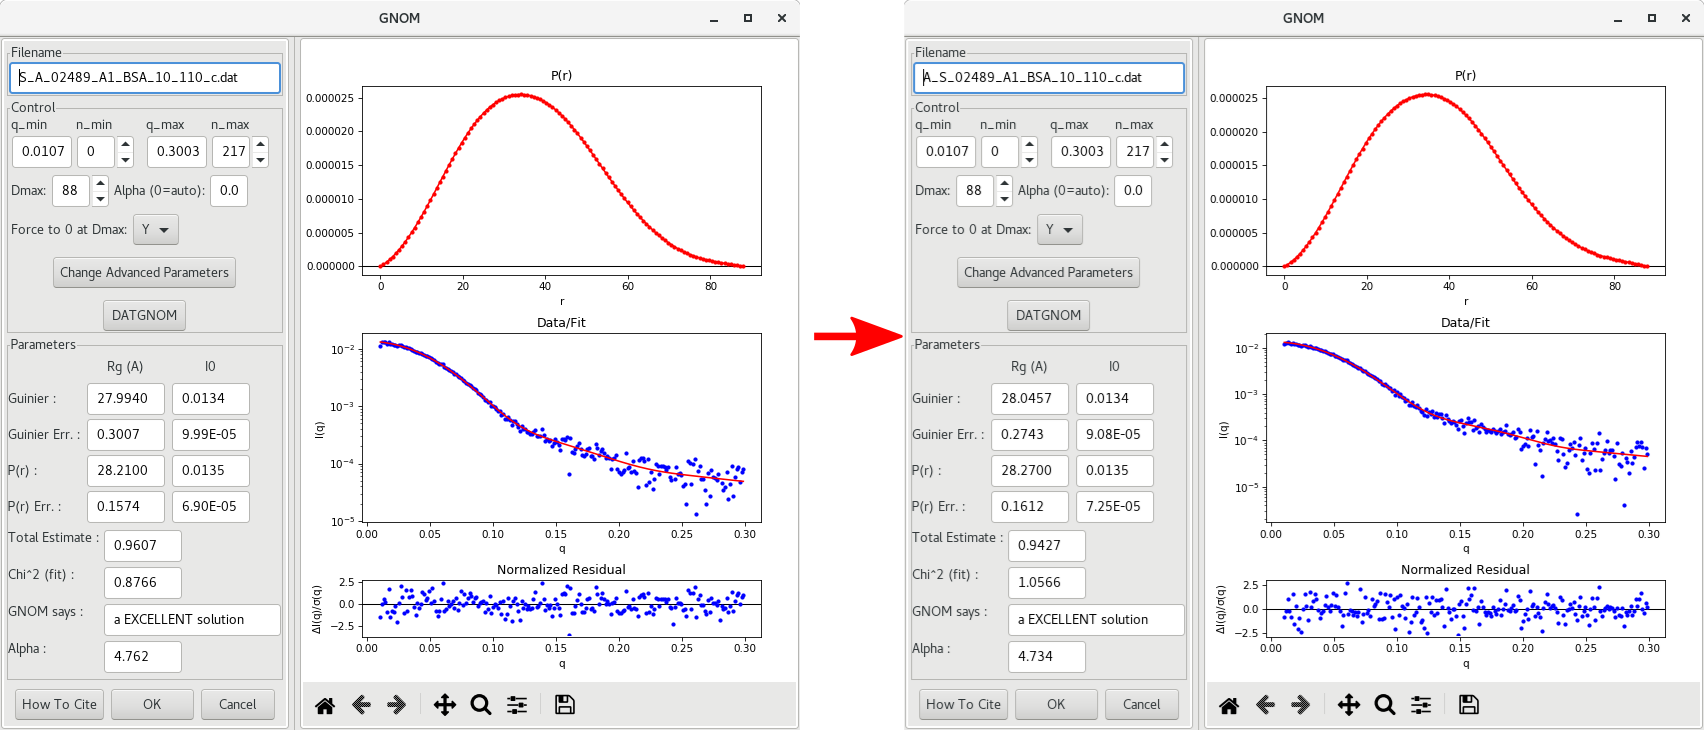 GNOM
Filename
S_A_02489_A1_BSA_10_110_c.dat
Control
q_min n_min q_max n_max
0.0107 0 0.3003 217
Dmax: 88 Alpha (0=auto): 0.0
Force to 0 at Dmax: Y
Change Advanced Parameters
DATGNOM
Parameters
Rg (A) I0
Guinier : 27.9940 0.0134
Guinier Err. : 0.3007 9.99E-05
P(r) : 28.2100 0.0135
P(r) Err. : 0.1574 6.90E-05
Total Estimate : 0.9607
Chi^2 (fit) : 0.8766
GNOM says : a EXCELLENT solution
Alpha : 4.762
How To Cite OK Cancel
P(r)
0.000025
0.000020
0.000015
0.000010
0.000005
0.000000
0 20 40 60 80
r
Data/Fit
I(q)
10⁻²
10⁻³
10⁻⁴
10⁻⁵
0.00 0.05 0.10 0.15 0.20 0.25 0.30
q
Normalized Residual
ΔI(q)/σ(q)
2.5
0.0
−2.5
0.00 0.05 0.10 0.15 0.20 0.25 0.30
q
GNOM
Filename
A_S_02489_A1_BSA_10_110_c.dat
Control
q_min n_min q_max n_max
0.0107 0 0.3003 217
Dmax: 88 Alpha (0=auto): 0.0
Force to 0 at Dmax: Y
Change Advanced Parameters
DATGNOM
Parameters
Rg (A) I0
Guinier : 28.0457 0.0134
Guinier Err. : 0.2743 9.08E-05
P(r) : 28.2700 0.0135
P(r) Err. : 0.1612 7.25E-05
Total Estimate : 0.9427
Chi^2 (fit) : 1.0566
GNOM says : a EXCELLENT solution
Alpha : 4.734
How To Cite OK Cancel
P(r)
0.000025
0.000020
0.000015
0.000010
0.000005
0.000000
0 20 40 60 80
r
Data/Fit
I(q)
10⁻²
10⁻³
10⁻⁴
10⁻⁵
0.00 0.05 0.10 0.15 0.20 0.25 0.30
q
Normalized Residual
ΔI(q)/σ(q)
2.5
0.0
−2.5
0.00 0.05 0.10 0.15 0.20 0.25 0.30
q